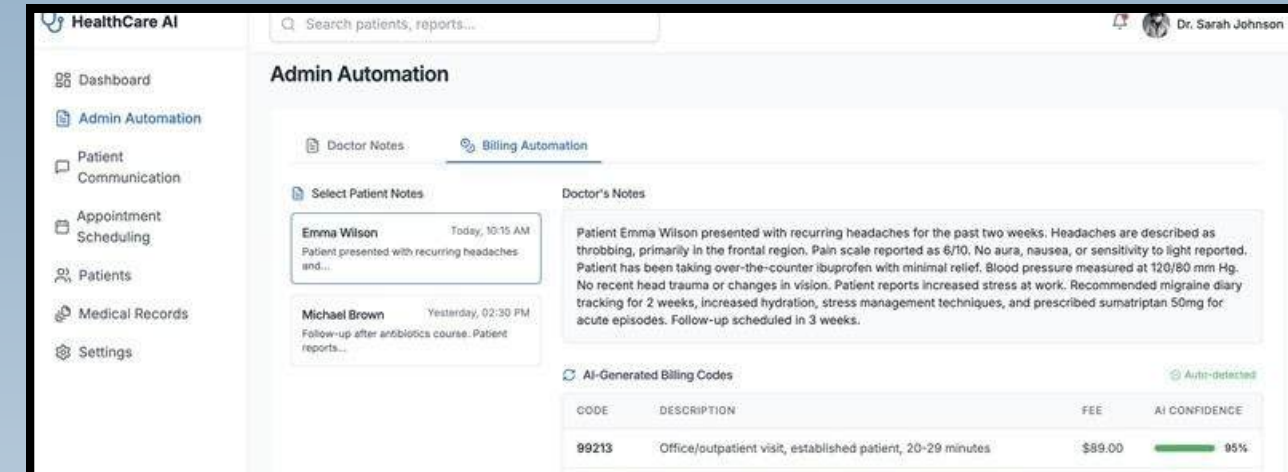 HealthCare AI
Search patients, reports...
Dr. Sarah Johnson
Dashboard
Admin Automation
Patient
Communication
Appointment
Scheduling
Patients
Medical Records
Settings
Admin Automation
Doctor Notes
Billing Automation
Select Patient Notes
Emma Wilson
Today, 10:15 AM
Patient presented with recurring headaches
and...
Michael Brown
Yesterday, 02:30 PM
Follow-up after antibiotics course. Patient
reports...
Doctor's Notes
Patient Emma Wilson presented with recurring headaches for the past two weeks. Headaches are described as
throbbing, primarily in the frontal region. Pain scale reported as 6/10. No aura, nausea, or sensitivity to light reported.
Patient has been taking over-the-counter ibuprofen with minimal relief. Blood pressure measured at 120/80 mm Hg.
No recent head trauma or changes in vision. Patient reports increased stress at work. Recommended migraine diary
tracking for 2 weeks, increased hydration, stress management techniques, and prescribed sumatriptan 50mg for
acute episodes. Follow-up scheduled in 3 weeks.
AI-Generated Billing Codes
Auto-detected
CODE DESCRIPTION FEE AI CONFIDENCE
99213 Office/outpatient visit, established patient, 20-29 minutes $89.00 95%